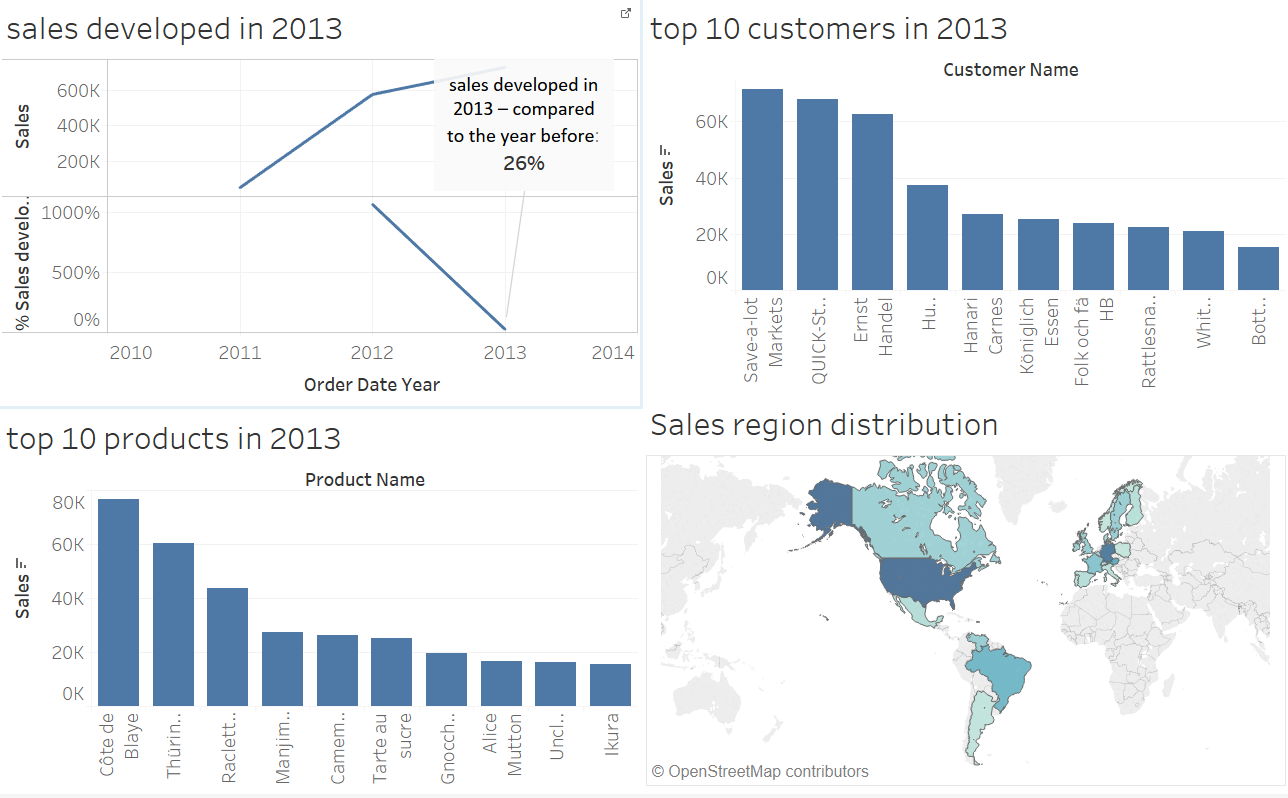 sales developed in 2013
Sales
600K
400K
200K
% Sales develo..
1000%
500%
0%
sales developed in
2013 – compared
to the year before:
26%
2010
2011
2012
2013
2014
Order Date Year
top 10 customers in 2013
Customer Name
Sales
60K
40K
20K
0K
Save-a-lot
Markets
QUICK-St..
Ernst
Handel
Hu..
Hanari
Carnes
Königlich
Essen
Folk och fä
HB
Rattlesna..
Whit..
Bott..
top 10 products in 2013
Product Name
Sales
80K
60K
40K
20K
0K
Côte de
Blaye
Thürin..
Raclett..
Manjim..
Camem..
Tarte au
sucre
Gnocch..
Alice
Mutton
Uncl..
Ikura
Sales region distribution
© OpenStreetMap contributors